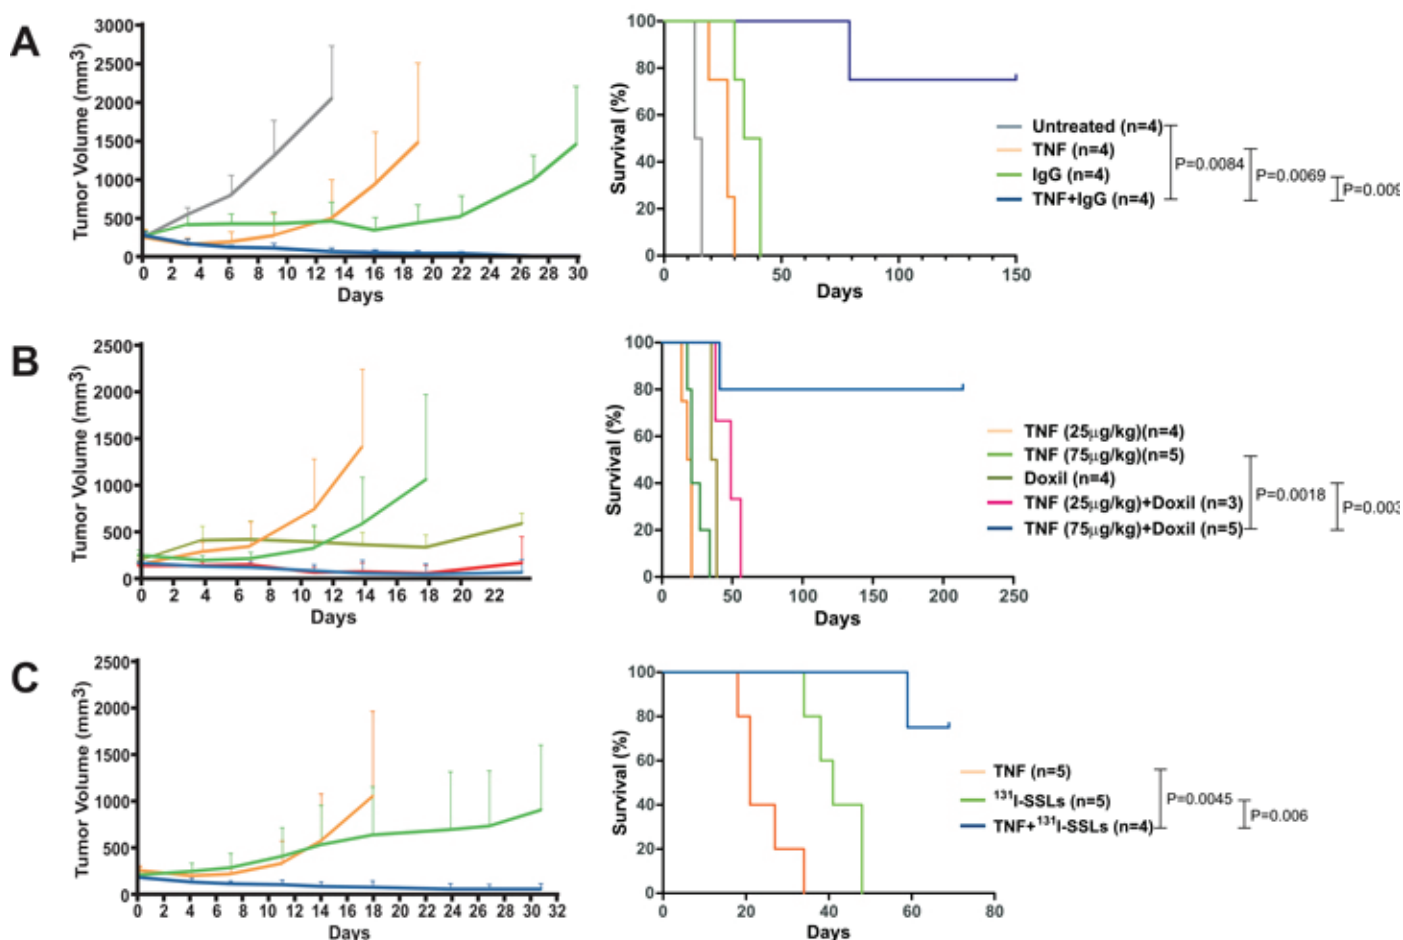 A
Tumor Volume (mm3)
3000
2500
2000
1500
1000
500
0
0 2 4 6 8 10 12 14 16 18 20 22 24 26 28 30
Days
Survival (%)
100
80
60
40
20
0
0 50 100 150
Days
Untreated (n=4)
TNF (n=4)
IgG (n=4)
TNF+IgG (n=4)
P=0.0084
P=0.0069
P=0.009
B
Tumor Volume (mm3)
2500
2000
1500
1000
500
0
0 2 4 6 8 10 12 14 16 18 20 22
Days
Survival (%)
100
80
60
40
20
0
0 50 100 150 200 250
Days
TNF (25µg/kg)(n=4)
TNF (75µg/kg)(n=5)
Doxil (n=4)
TNF (25µg/kg)+Doxil (n=3)
TNF (75µg/kg)+Doxil (n=5)
P=0.0018
P=0.003
C
Tumor Volume (mm3)
2500
2000
1500
1000
500
0
0 2 4 6 8 10 12 14 16 18 22 24 26 28 30 32
Days
Survival (%)
100
80
60
40
20
0
0 20 40 60 80
Days
TNF (n=5)
131I-SSLs (n=5)
TNF+131I-SSLs (n=4)
P=0.0045
P=0.006